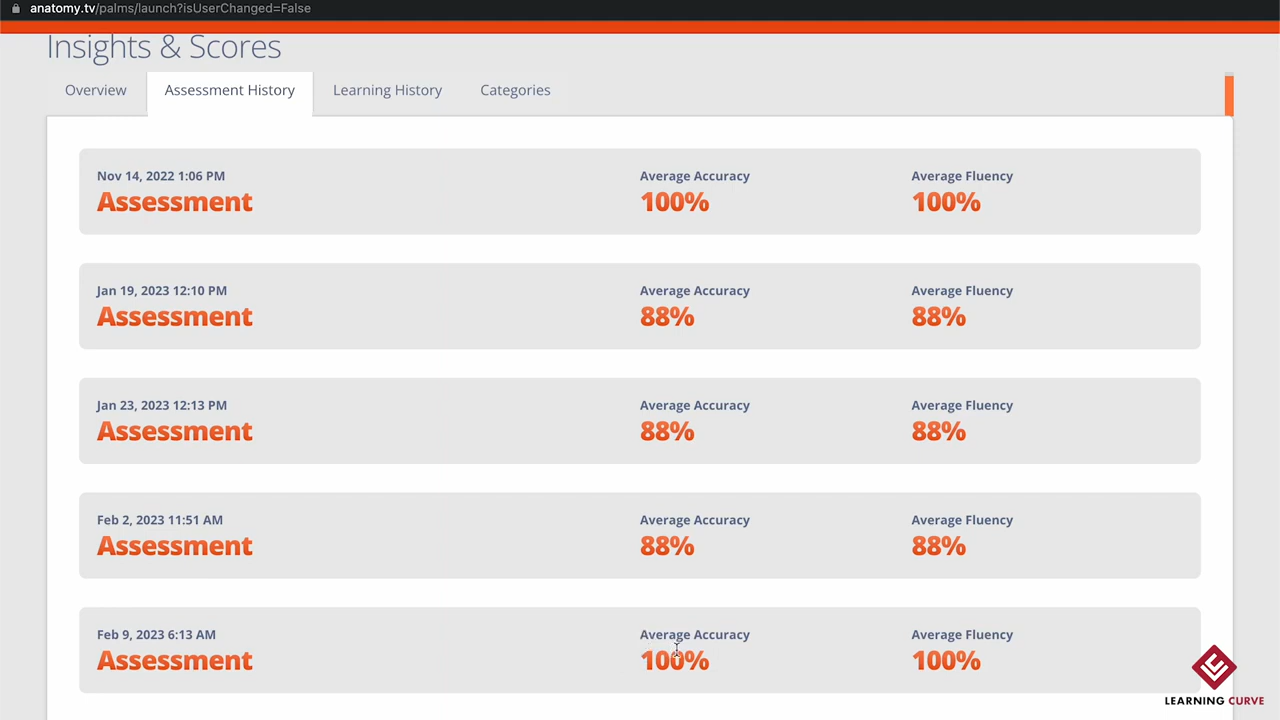 anatomy.tv/palms/launch?isUserChanged=False
Insights & Scores
Overview Assessment History Learning History Categories
Nov 14, 2022 1:06 PM Average Accuracy Average Fluency
Assessment 100% 100%
Jan 19, 2023 12:10 PM Average Accuracy Average Fluency
Assessment 88% 88%
Jan 23, 2023 12:13 PM Average Accuracy Average Fluency
Assessment 88% 88%
Feb 2, 2023 11:51 AM Average Accuracy Average Fluency
Assessment 88% 88%
Feb 9, 2023 6:13 AM Average Accuracy Average Fluency
Assessment 100% 100%
LEARNING CURVE